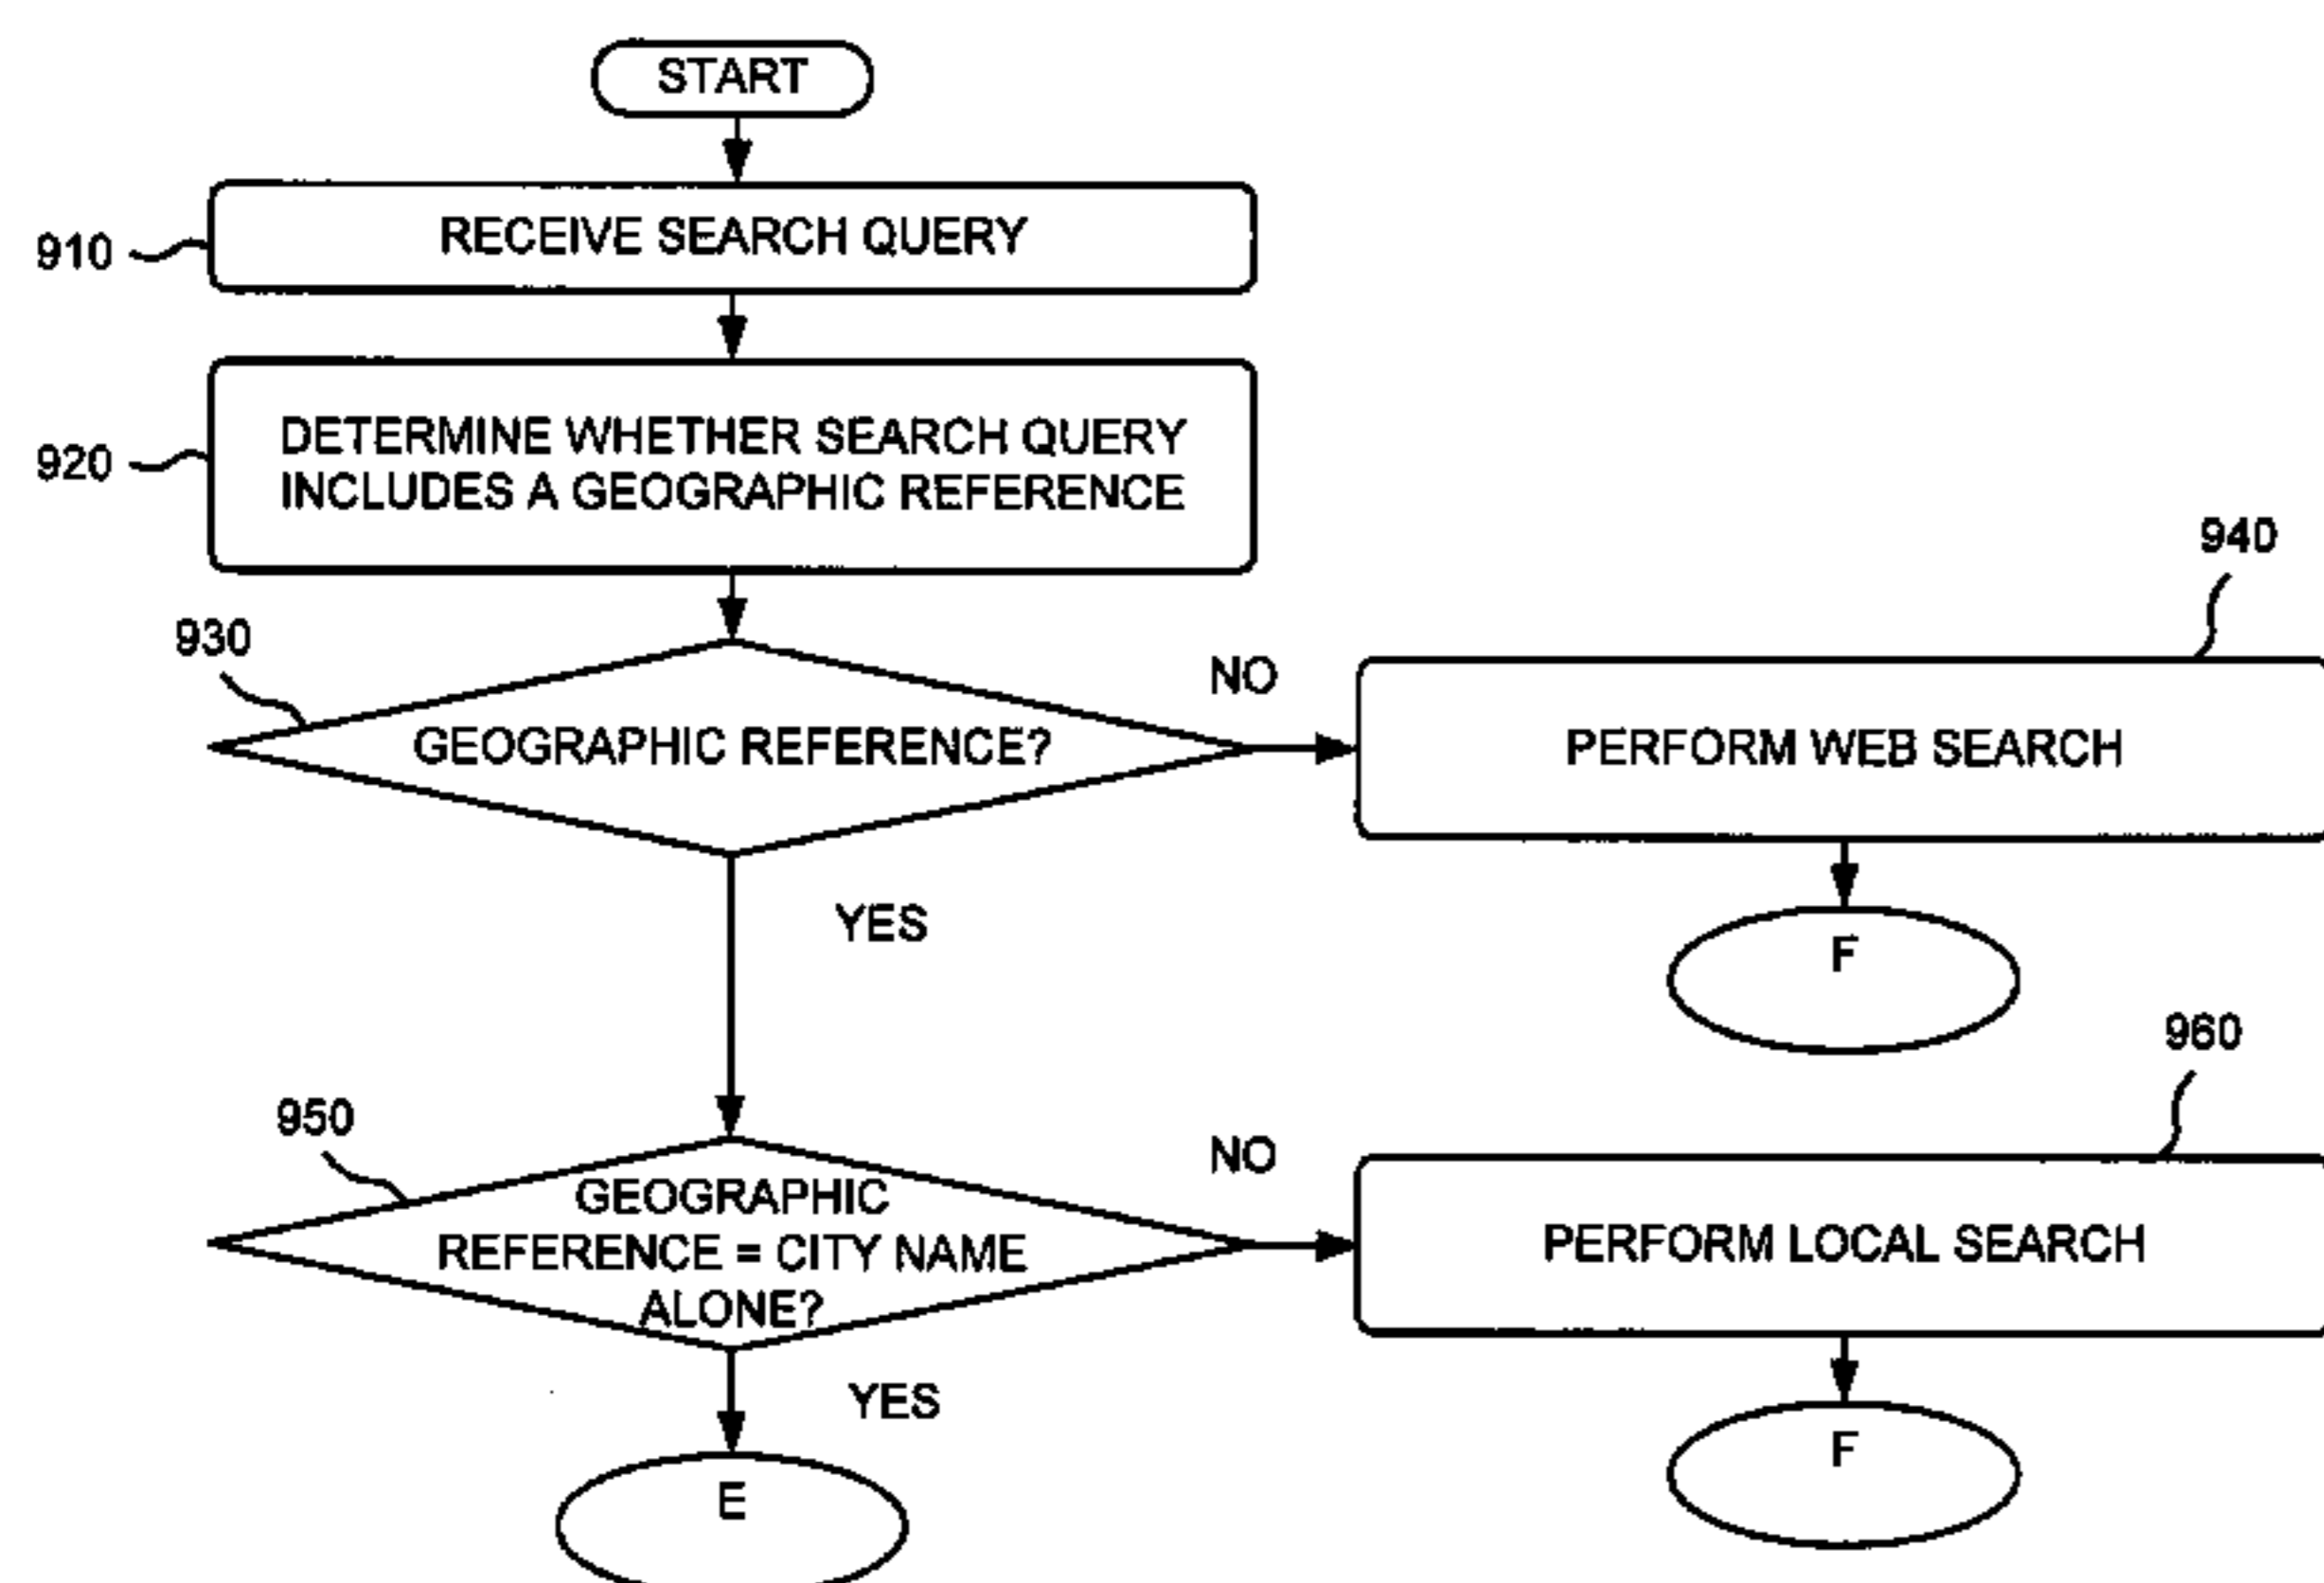 START
910
RECEIVE SEARCH QUERY
920
DETERMINE WHETHER SEARCH QUERY
INCLUDES A GEOGRAPHIC REFERENCE
930
GEOGRAPHIC REFERENCE?
NO
940
PERFORM WEB SEARCH
F
YES
950
GEOGRAPHIC
REFERENCE = CITY NAME
ALONE?
NO
960
PERFORM LOCAL SEARCH
F
YES
E